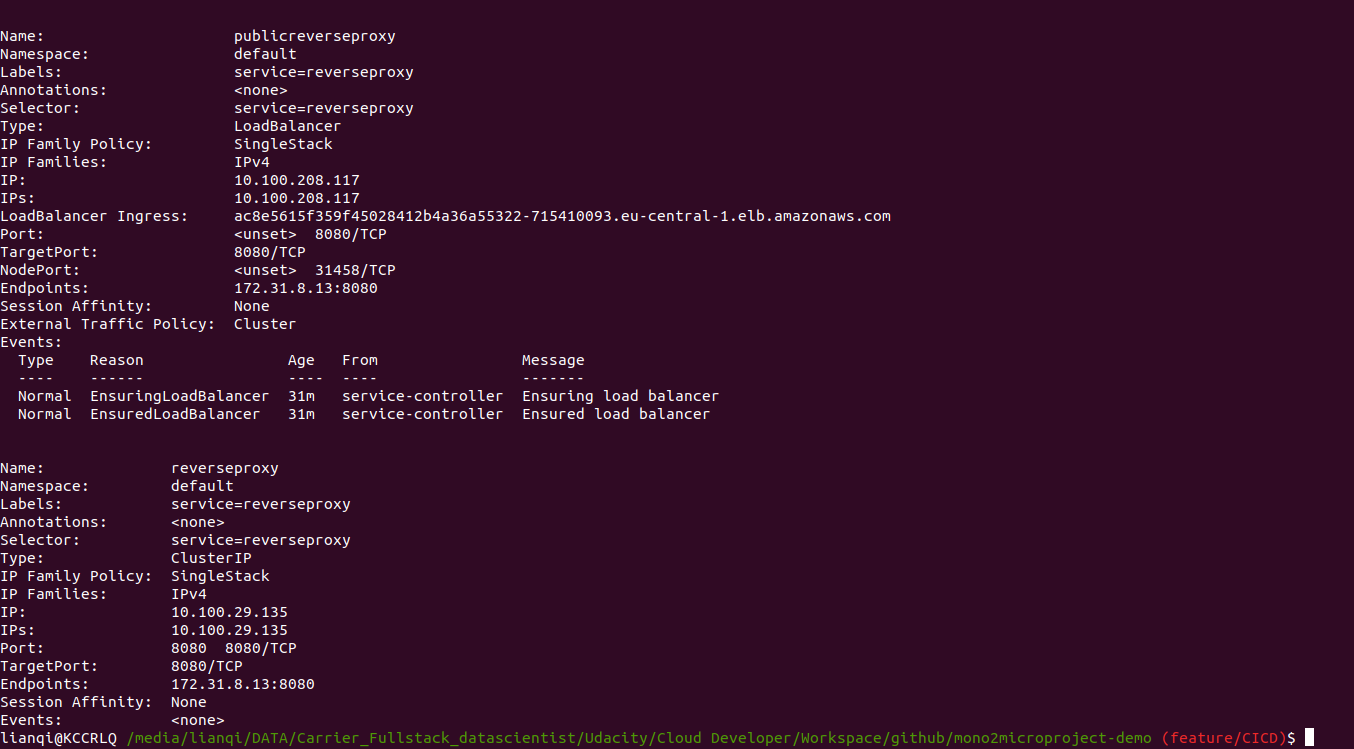 Name:                     publicreverseproxy
Namespace:                default
Labels:                   service=reverseproxy
Annotations:              <none>
Selector:                 service=reverseproxy
Type:                     LoadBalancer
IP Family Policy:         SingleStack
IP Families:              IPv4
IP:                       10.100.208.117
IPs:                      10.100.208.117
LoadBalancer Ingress:     ac8e5615f359f45028412b4a36a55322-715410093.eu-central-1.elb.amazonaws.com
Port:                     <unset>  8080/TCP
TargetPort:               8080/TCP
NodePort:                 <unset>  31458/TCP
Endpoints:                172.31.8.13:8080
Session Affinity:         None
External Traffic Policy:  Cluster
Events:
  Type    Reason                Age   From                Message
  ----    ------                ----  ----                -------
  Normal  EnsuringLoadBalancer  31m   service-controller  Ensuring load balancer
  Normal  EnsuredLoadBalancer   31m   service-controller  Ensured load balancer
Name:              reverseproxy
Namespace:         default
Labels:            service=reverseproxy
Annotations:       <none>
Selector:          service=reverseproxy
Type:              ClusterIP
IP Family Policy:  SingleStack
IP Families:       IPv4
IP:                10.100.29.135
IPs:               10.100.29.135
Port:              8080  8080/TCP
TargetPort:        8080/TCP
Endpoints:         172.31.8.13:8080
Session Affinity:  None
Events:            <none>
lianqi@KCCRLQ /media/lianqi/DATA/Carrier_Fullstack_datascientist/Udacity/Cloud Developer/Workspace/github/mono2microproject-demo (feature/CICD)$